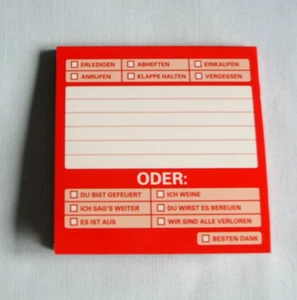 ERLEDIGEN ABHEFTEN EINKAUFEN
ANRUFEN KLAPPE HALTEN VERGESSEN
ODER:
DU BIST GEFEUERT ICH WEINE
ICH SAG'S WEITER DU WIRST ES BEREUEN
ES IST AUS WIR SIND ALLE VERLOREN
BESTEN DANK